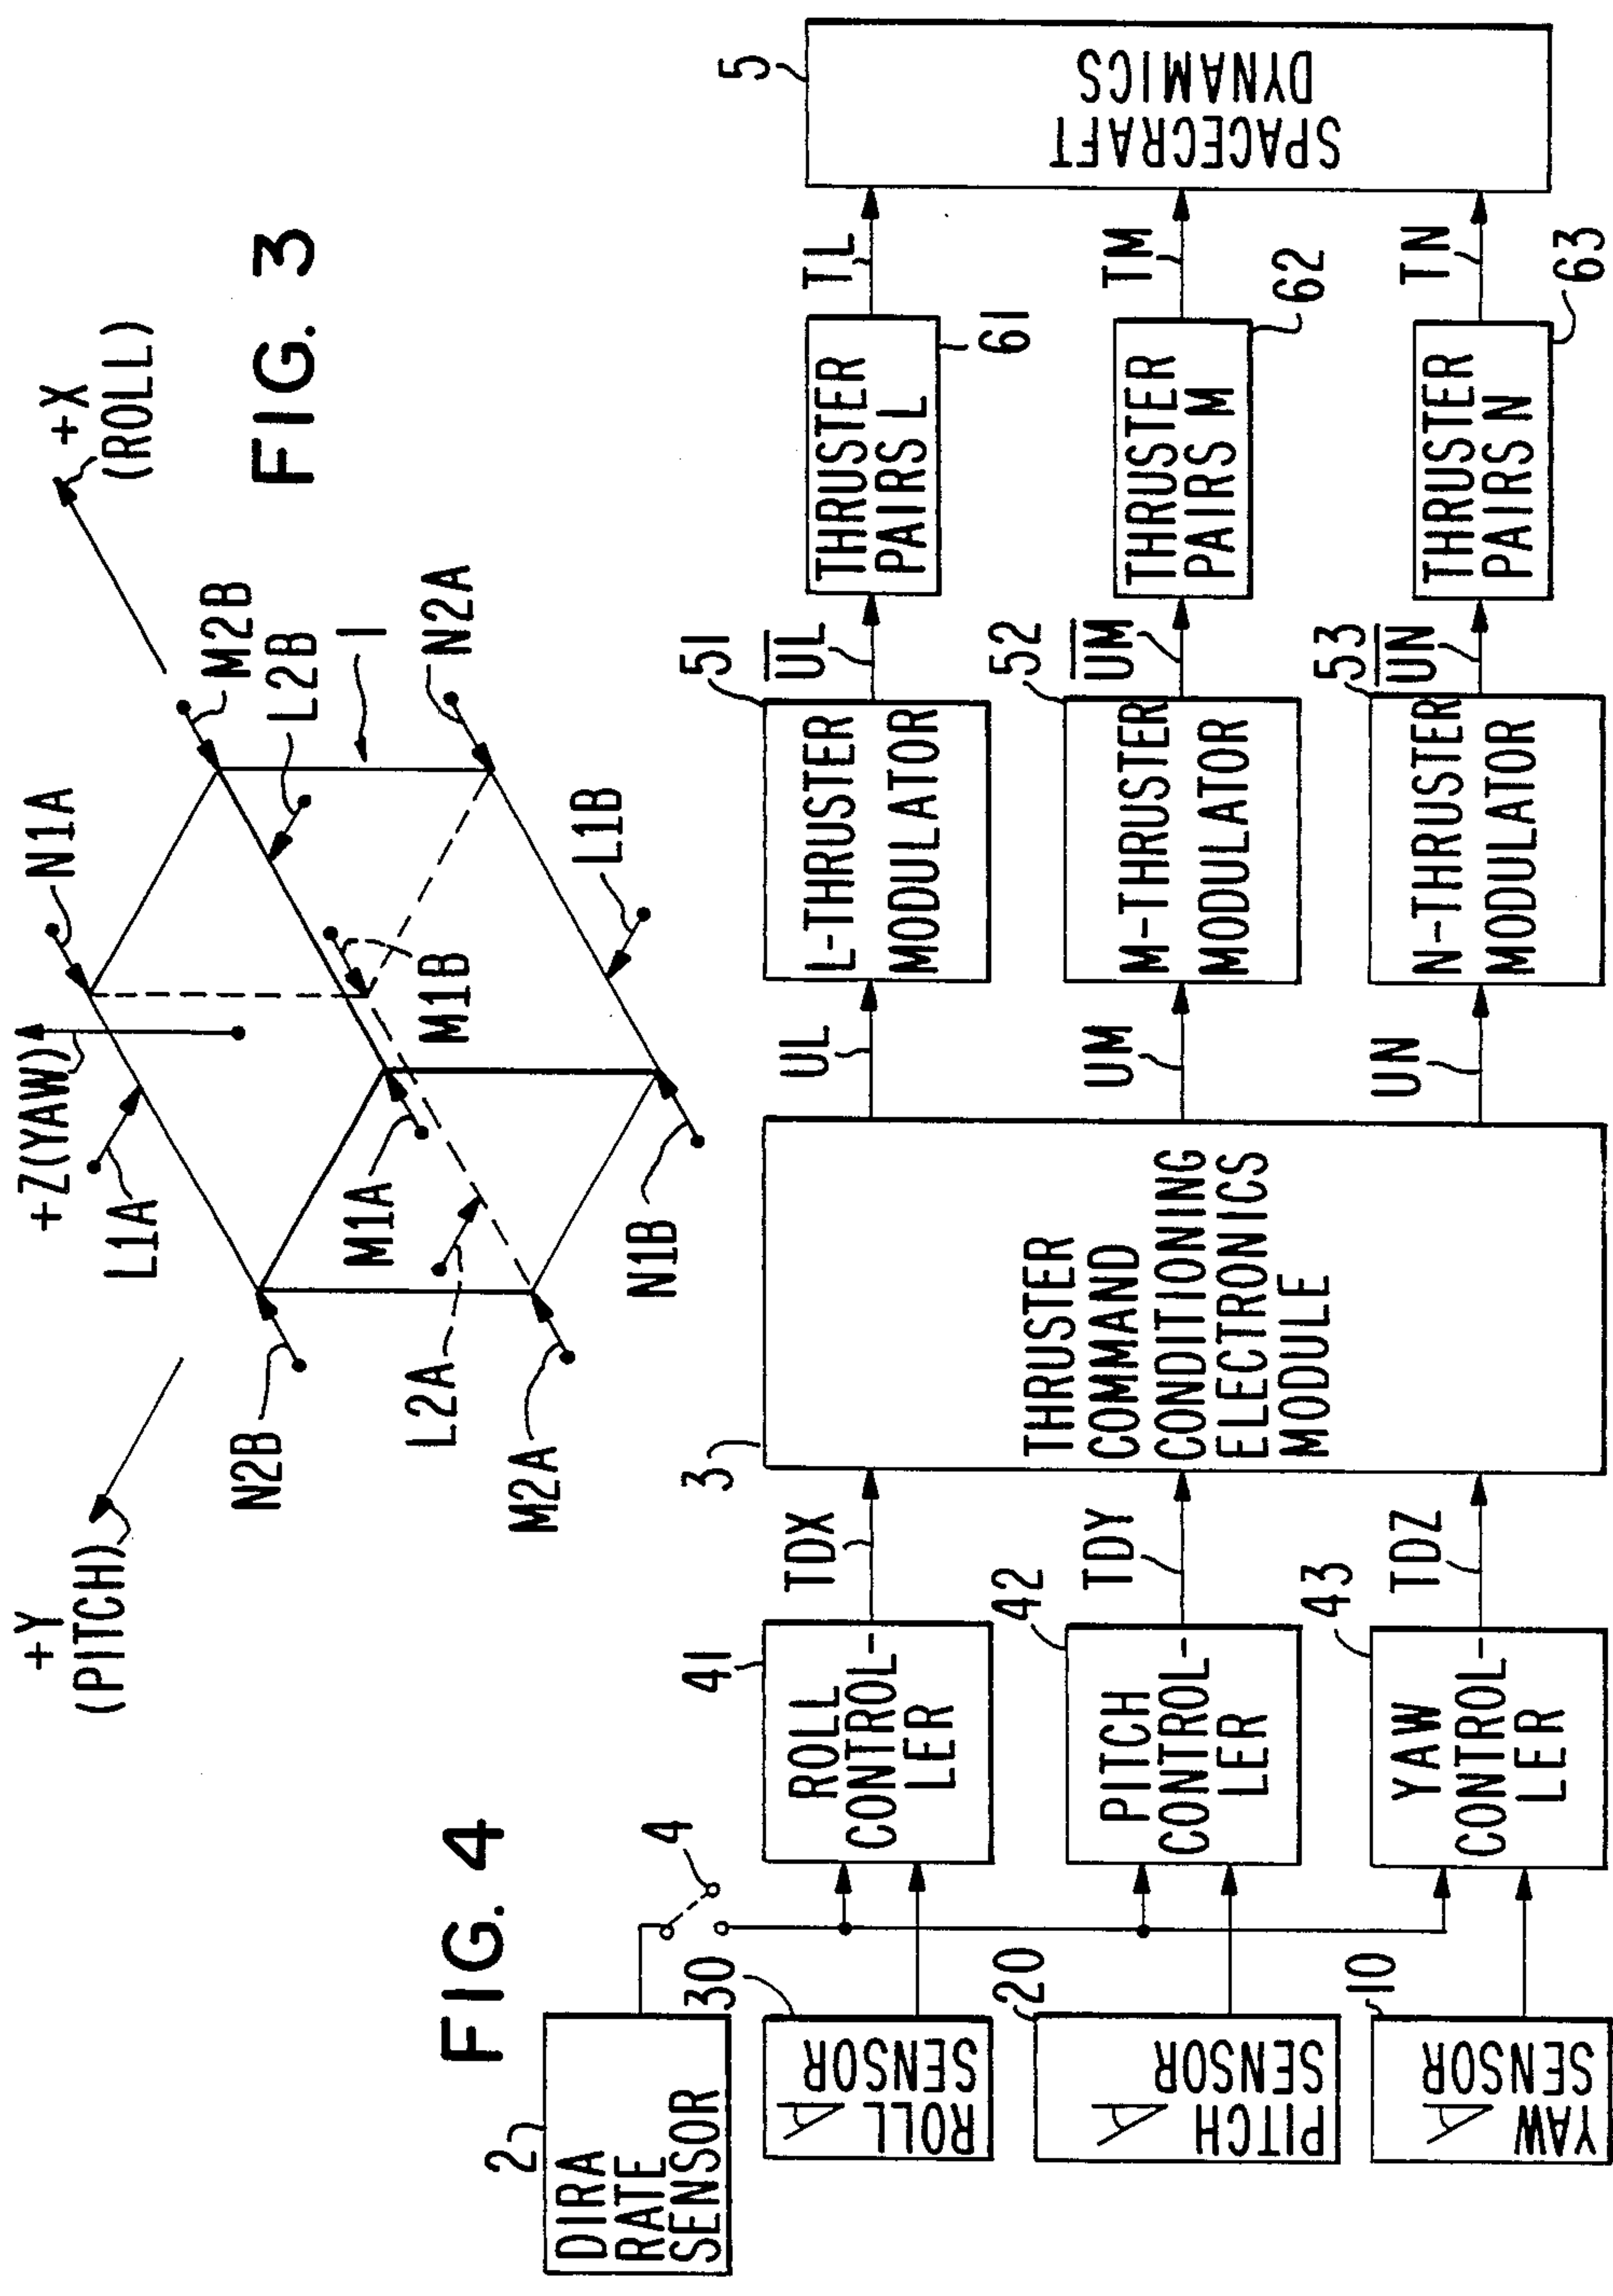 FIG. 3
+X
(ROLL)
+Y
(PITCH)
+Z(YAW)
N1A
L1A
M2B
L2B
1
N2A
L1B
M1B
M1A
N1B
L2A
M2A
N2B
FIG. 4
2
DIRA
RATE
SENSOR
4
30
ROLL
SENSOR
20
PITCH
SENSOR
10
YAW
SENSOR
41
ROLL
CONTROL-
LER
42
PITCH
CONTROL-
LER
43
YAW
CONTROL-
LER
TDX
TDY
TDZ
3
THRUSTER
COMMAND
CONDITIONING
ELECTRONICS
MODULE
UL
UM
UN
51
L-THRUSTER
MODULATOR
52
M-THRUSTER
MODULATOR
53
N-THRUSTER
MODULATOR
U̅L̅
U̅M̅
U̅N̅
THRUSTER
PAIRS L
61
THRUSTER
PAIRS M
62
THRUSTER
PAIRS N
63
TL
TM
TN
5
SPACECRAFT
DYNAMICS